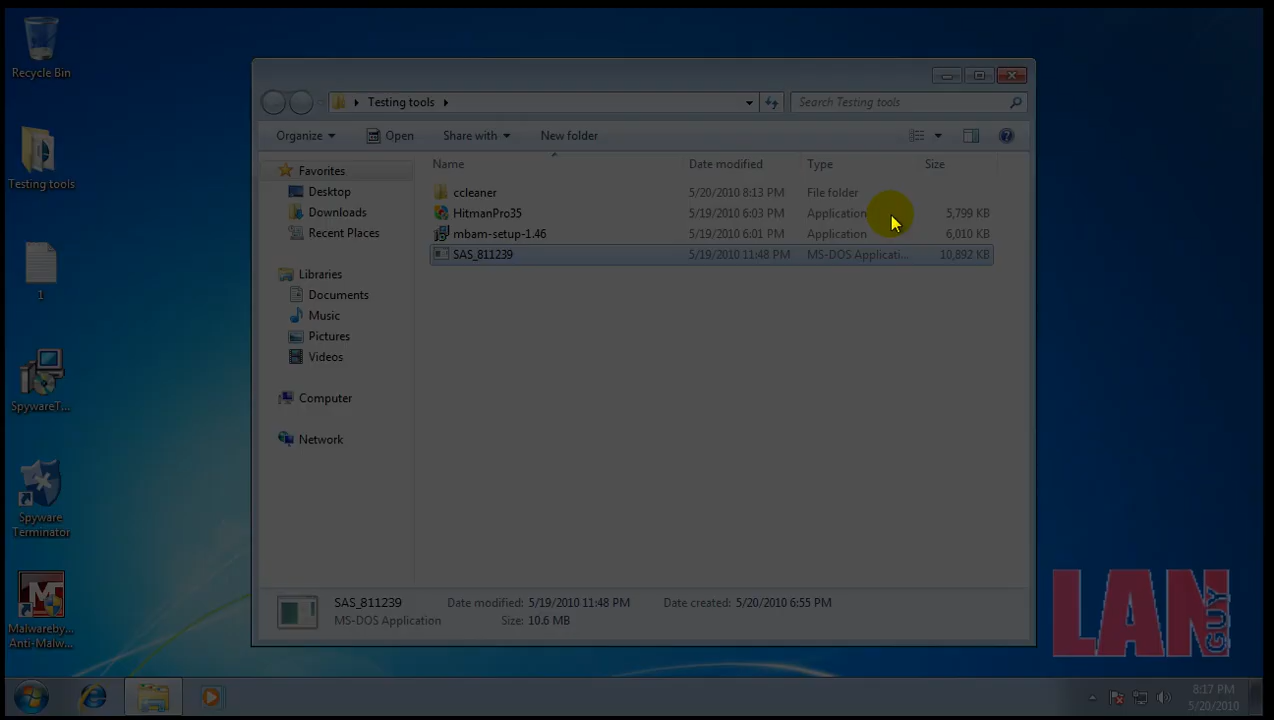 Recycle Bin
Testing tools
1
SpywareT...
Spyware
Terminator
Malwareby...
Anti-Malw...
Testing tools
Search Testing tools
Organize
Open
Share with
New folder
Name
Date modified
Type
Size
Favorites
Desktop
Downloads
Recent Places
Libraries
Documents
Music
Pictures
Videos
Computer
Network
ccleaner 5/20/2010 8:13 PM File folder
HitmanPro35 5/19/2010 6:03 PM Application 5,799 KB
mbam-setup-1.46 5/19/2010 6:01 PM Application 6,010 KB
SAS_811239 5/19/2010 11:48 PM MS-DOS Applicati... 10,892 KB
SAS_811239 Date modified: 5/19/2010 11:48 PM Date created: 5/20/2010 6:55 PM
MS-DOS Application Size: 10.6 MB
LAN
GUY
8:17 PM
5/20/2010